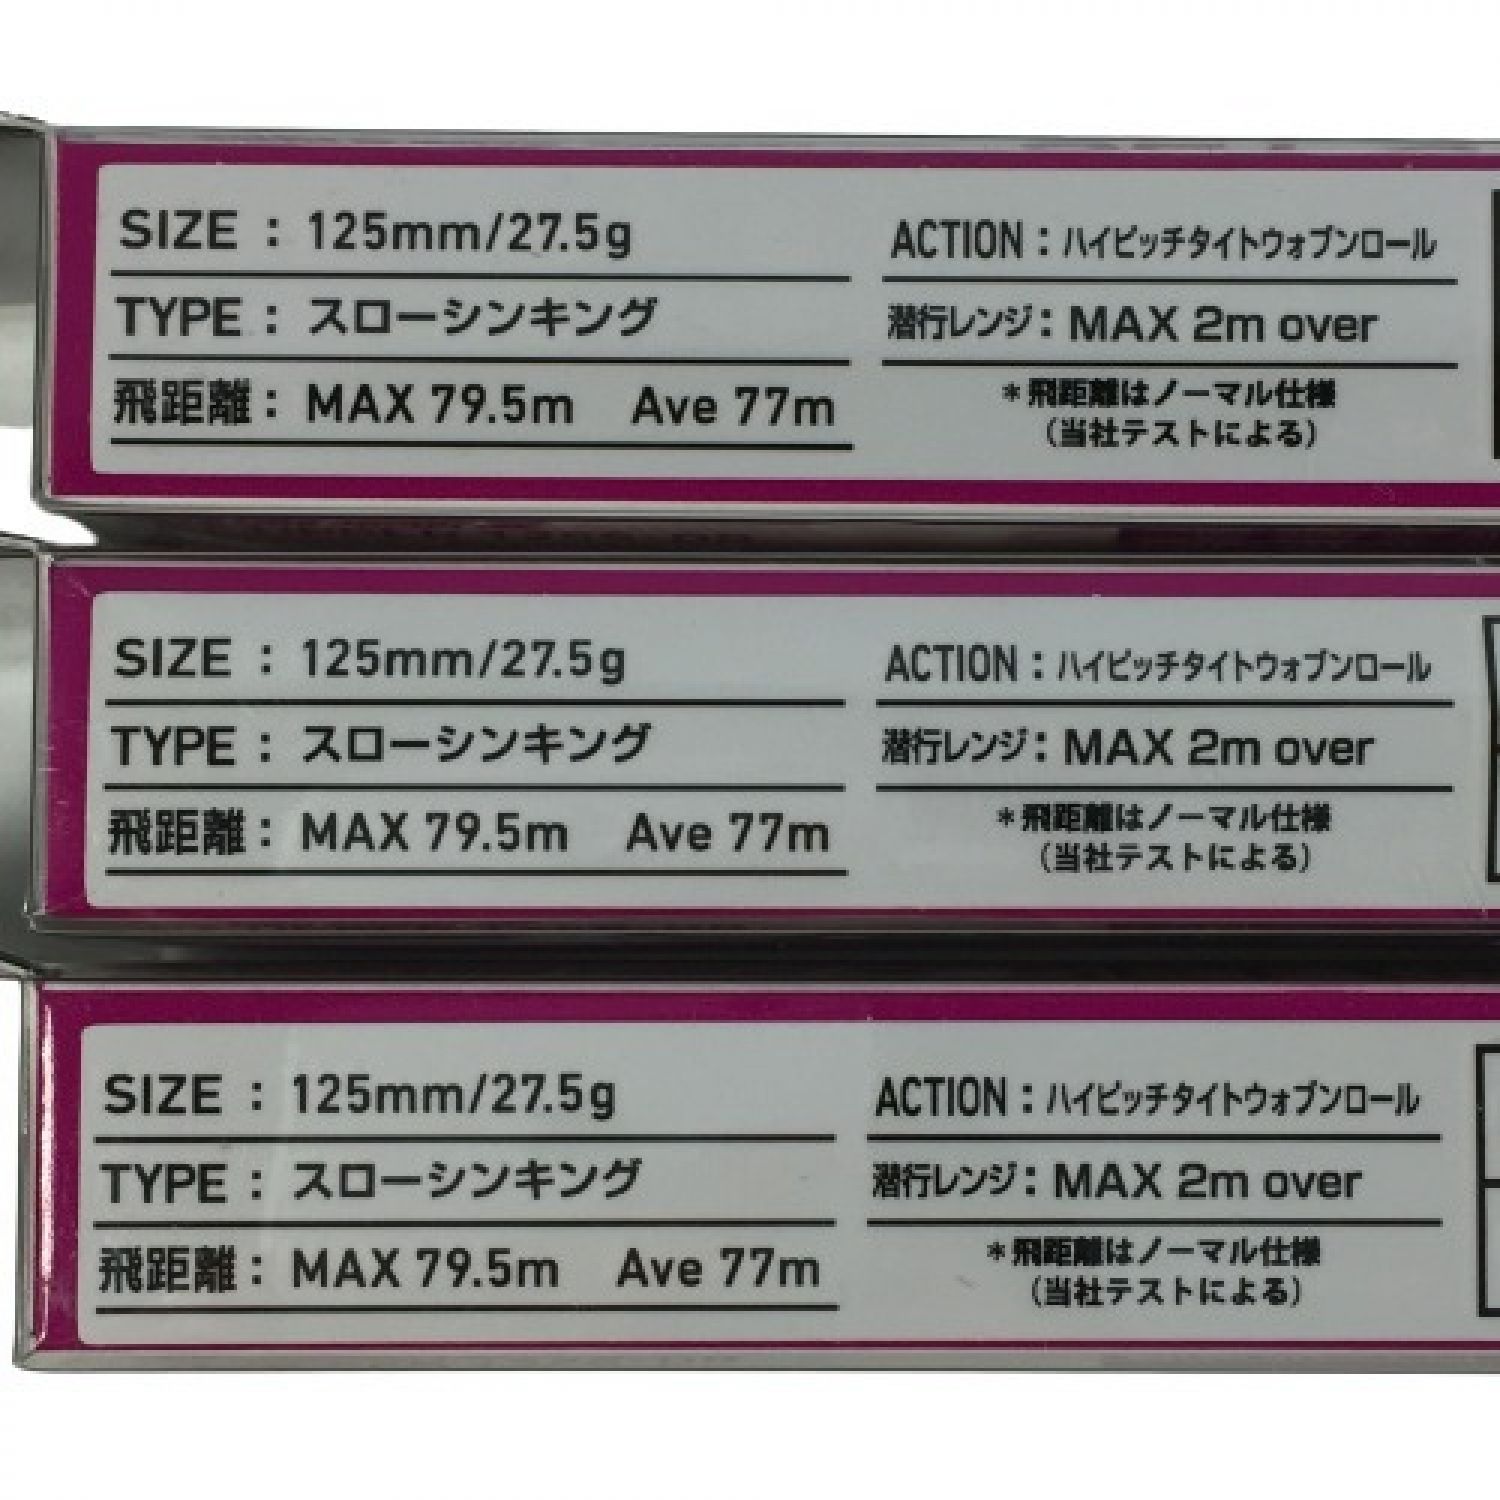 SIZE : 125mm/27.5g
TYPE : スローシンキング
飛距離 : MAX 79.5m Ave 77m
ACTION : ハイピッチタイトウォブンロール
潜行レンジ : MAX 2m over
*飛距離はノーマル仕様
(当社テストによる)
SIZE : 125mm/27.5g
TYPE : スローシンキング
飛距離 : MAX 79.5m Ave 77m
ACTION : ハイピッチタイトウォブンロール
潜行レンジ : MAX 2m over
*飛距離はノーマル仕様
(当社テストによる)
SIZE : 125mm/27.5g
TYPE : スローシンキング
飛距離 : MAX 79.5m Ave 77m
ACTION : ハイピッチタイトウォブンロール
潜行レンジ : MAX 2m over
*飛距離はノーマル仕様
(当社テストによる)